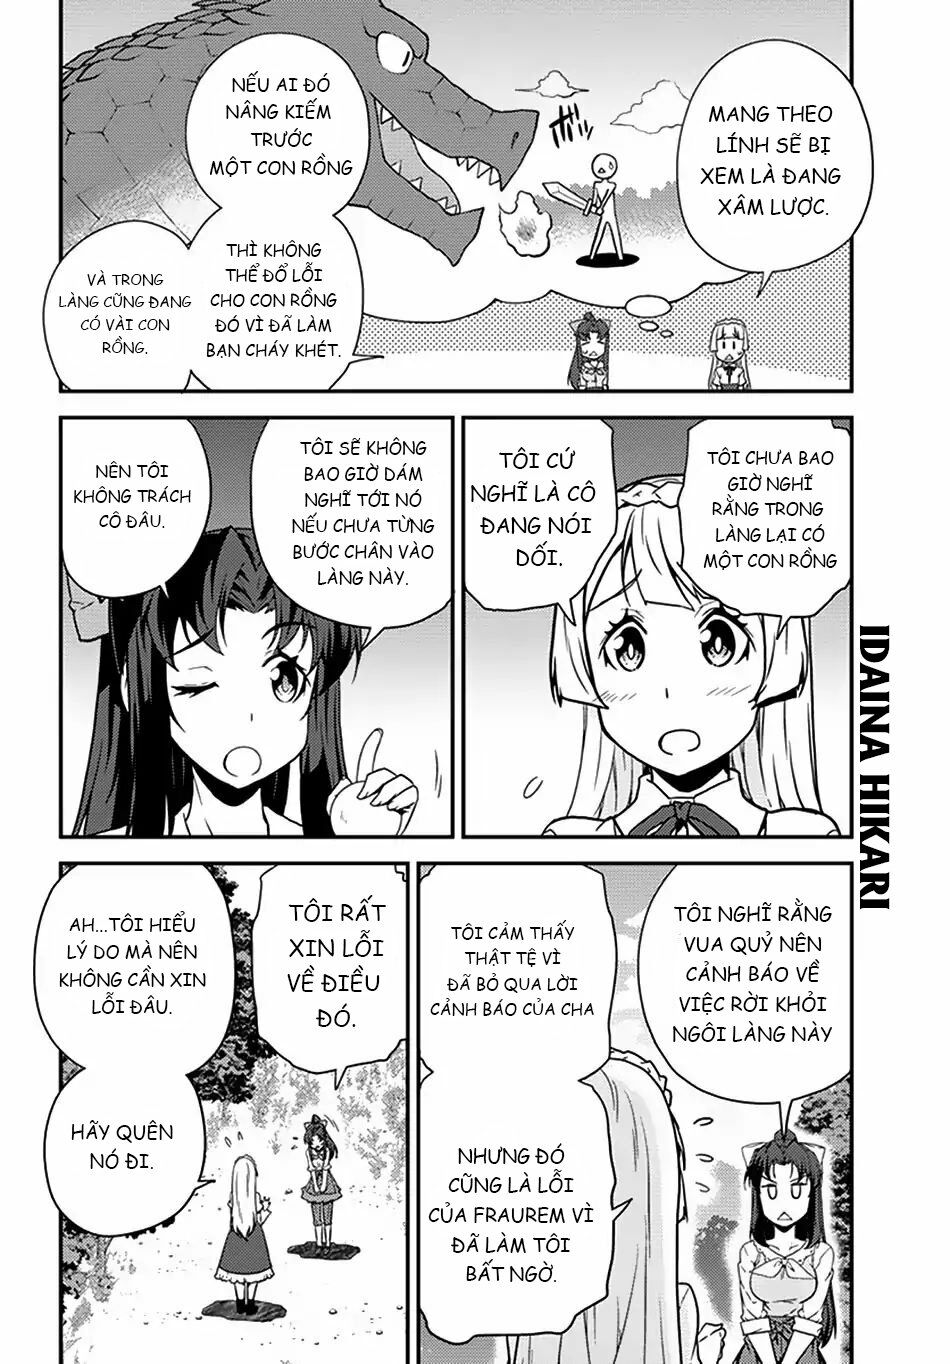 MANG THEO
LÍNH SẼ BỊ
XEM LÀ ĐANG
XÂM LƯỢC.
NẾU AI ĐÓ
NÂNG KIẾM
TRƯỚC
MỘT CON RỒNG
THÌ KHÔNG
THỂ ĐỔ LỖI
CHO CON RỒNG
ĐÓ VÌ ĐÃ LÀM
BẠN CHÁY KHÉT.
VÀ TRONG
LÀNG CŨNG ĐANG
CÓ VÀI CON
RỒNG.
TÔI CHƯA BAO
GIỜ NGHĨ
RẰNG TRONG
LÀNG LẠI CÓ
MỘT CON RỒNG
TÔI CỨ
NGHĨ LÀ CÔ
ĐANG NÓI
DỐI.
TÔI SẼ KHÔNG
BAO GIỜ DÁM
NGHĨ TỚI NÓ
NẾU CHƯA TỪNG
BƯỚC CHÂN VÀO
LÀNG NÀY.
NÊN TÔI
KHÔNG TRÁCH
CÔ ĐÂU.
IDAINA HIKARI
TÔI NGHĨ RẰNG
VUA QUỶ NÊN
CẢNH BÁO VỀ
VIỆC RỜI KHỎI
NGÔI LÀNG NÀY
TÔI CẢM THẤY
THẬT TỆ VÌ
ĐÃ BỎ QUA LỜI
CẢNH BÁO CỦA CHA
NHƯNG ĐÓ
CŨNG LÀ LỖI
CỦA FRAUREM VÌ
ĐÃ LÀM TÔI
BẤT NGỜ.
TÔI RẤT
XIN LỖI
VỀ ĐIỀU
ĐÓ.
AH...TÔI HIỂU
LÝ DO MÀ NÊN
KHÔNG CẦN XIN
LỖI ĐÂU.
HÃY QUÊN
NÓ ĐI.